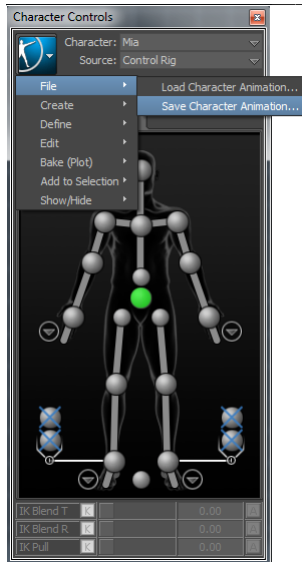 Character Controls
Character: Mia
Source: Control Rig
File
Load Character Animation...
Create
Save Character Animation...
Define
Edit
Bake (Plot)
Add to Selection
Show/Hide
IK Blend T K 0.00 A
IK Blend R K 0.00 A
IK Pull K 0.00 A